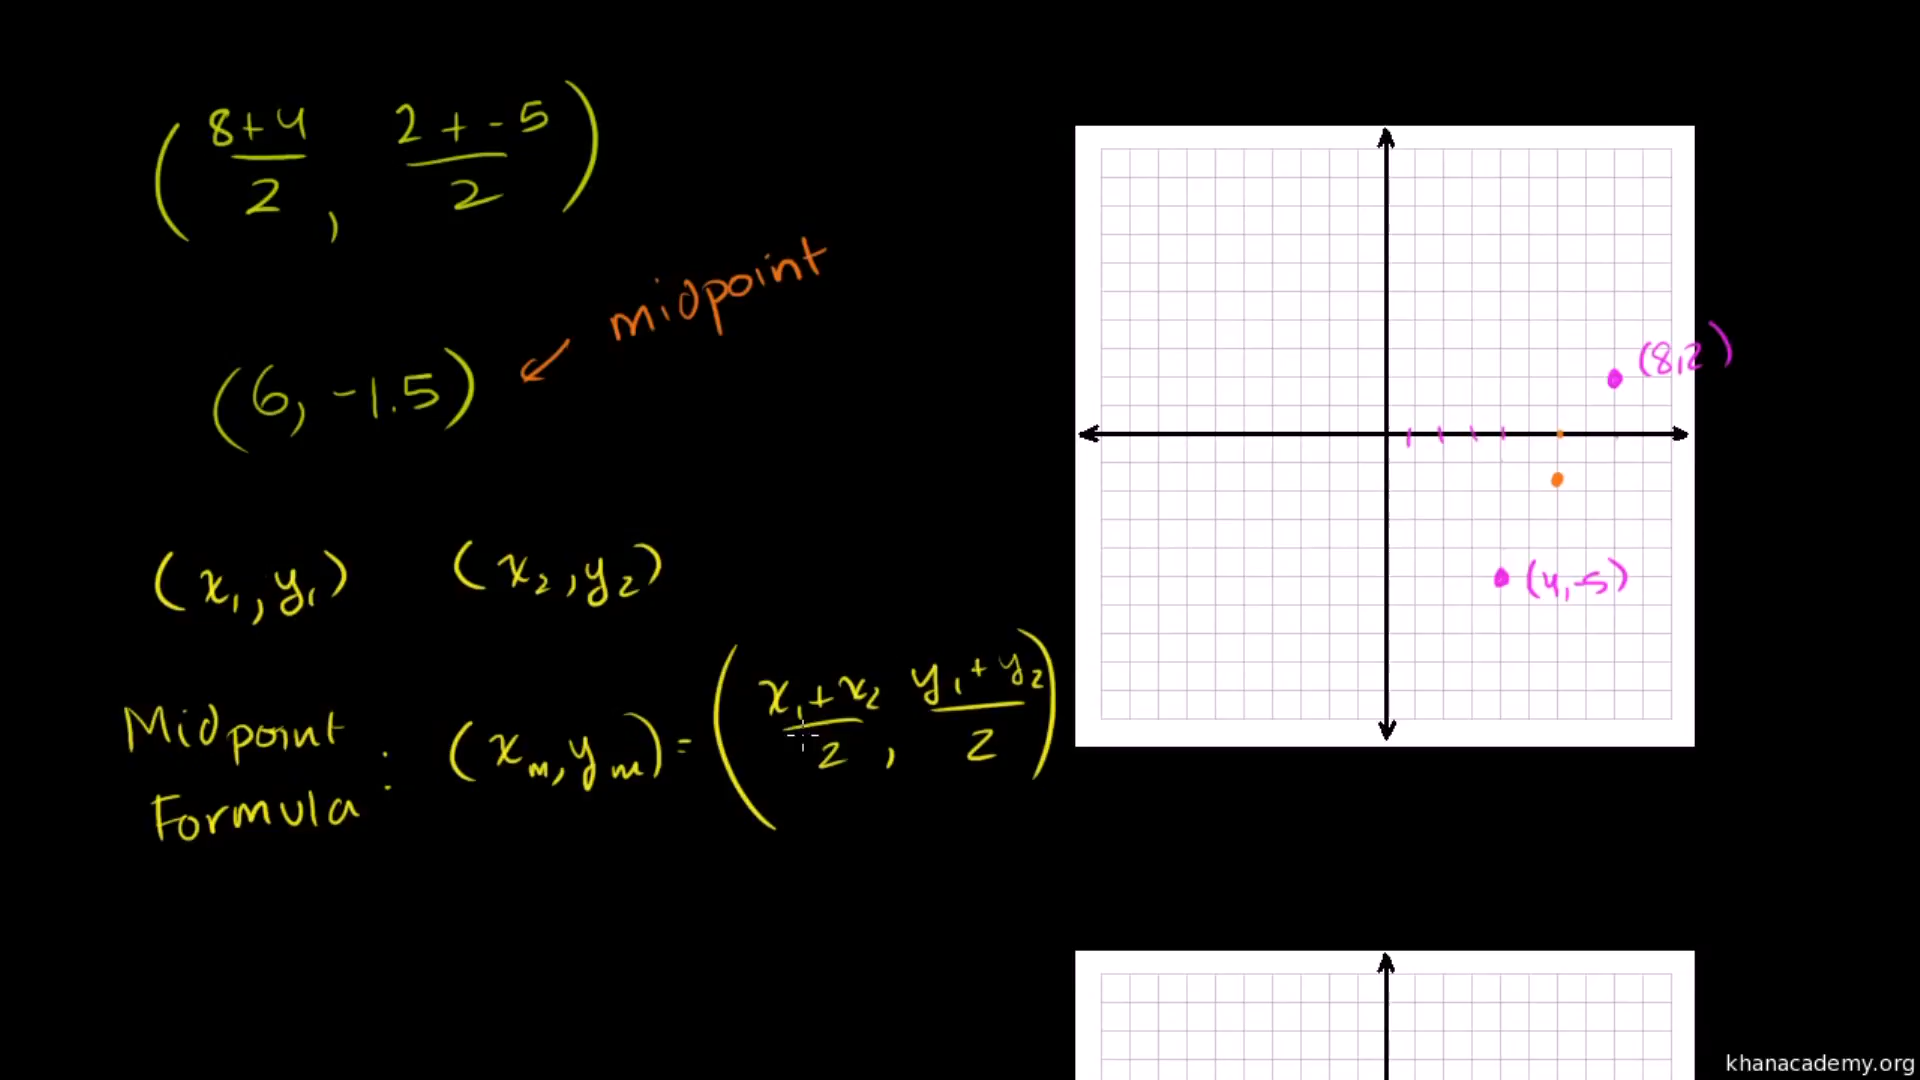 (8+4/2, 2+-5/2)
midpoint
(6, -1.5)
(8,2)
(4,-5)
(x₁,y₁) (x₂,y₂)
Midpoint
Formula: (xₘ,yₘ) = (x₁+x₂/2, y₁+y₂/2)
khanacademy.org